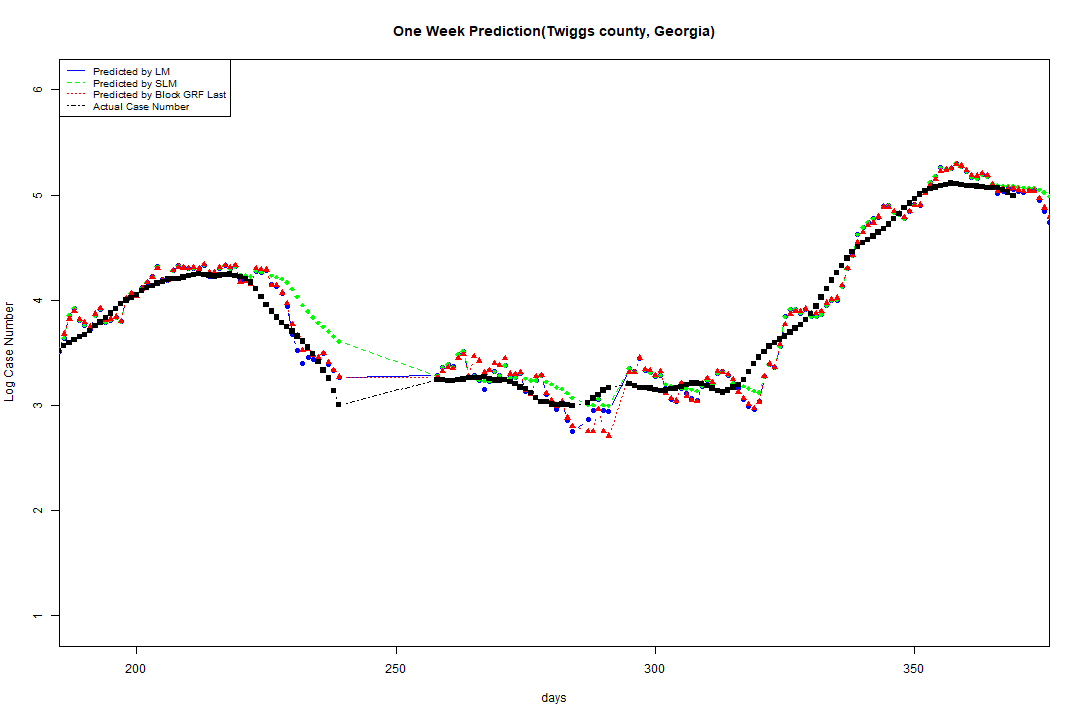 One Week Prediction(Twiggs county, Georgia)
Predicted by LM
Predicted by SLM
Predicted by Block GRF Last
Actual Case Number
6
5
4
3
2
1
Log Case Number
200 250 300 350
days